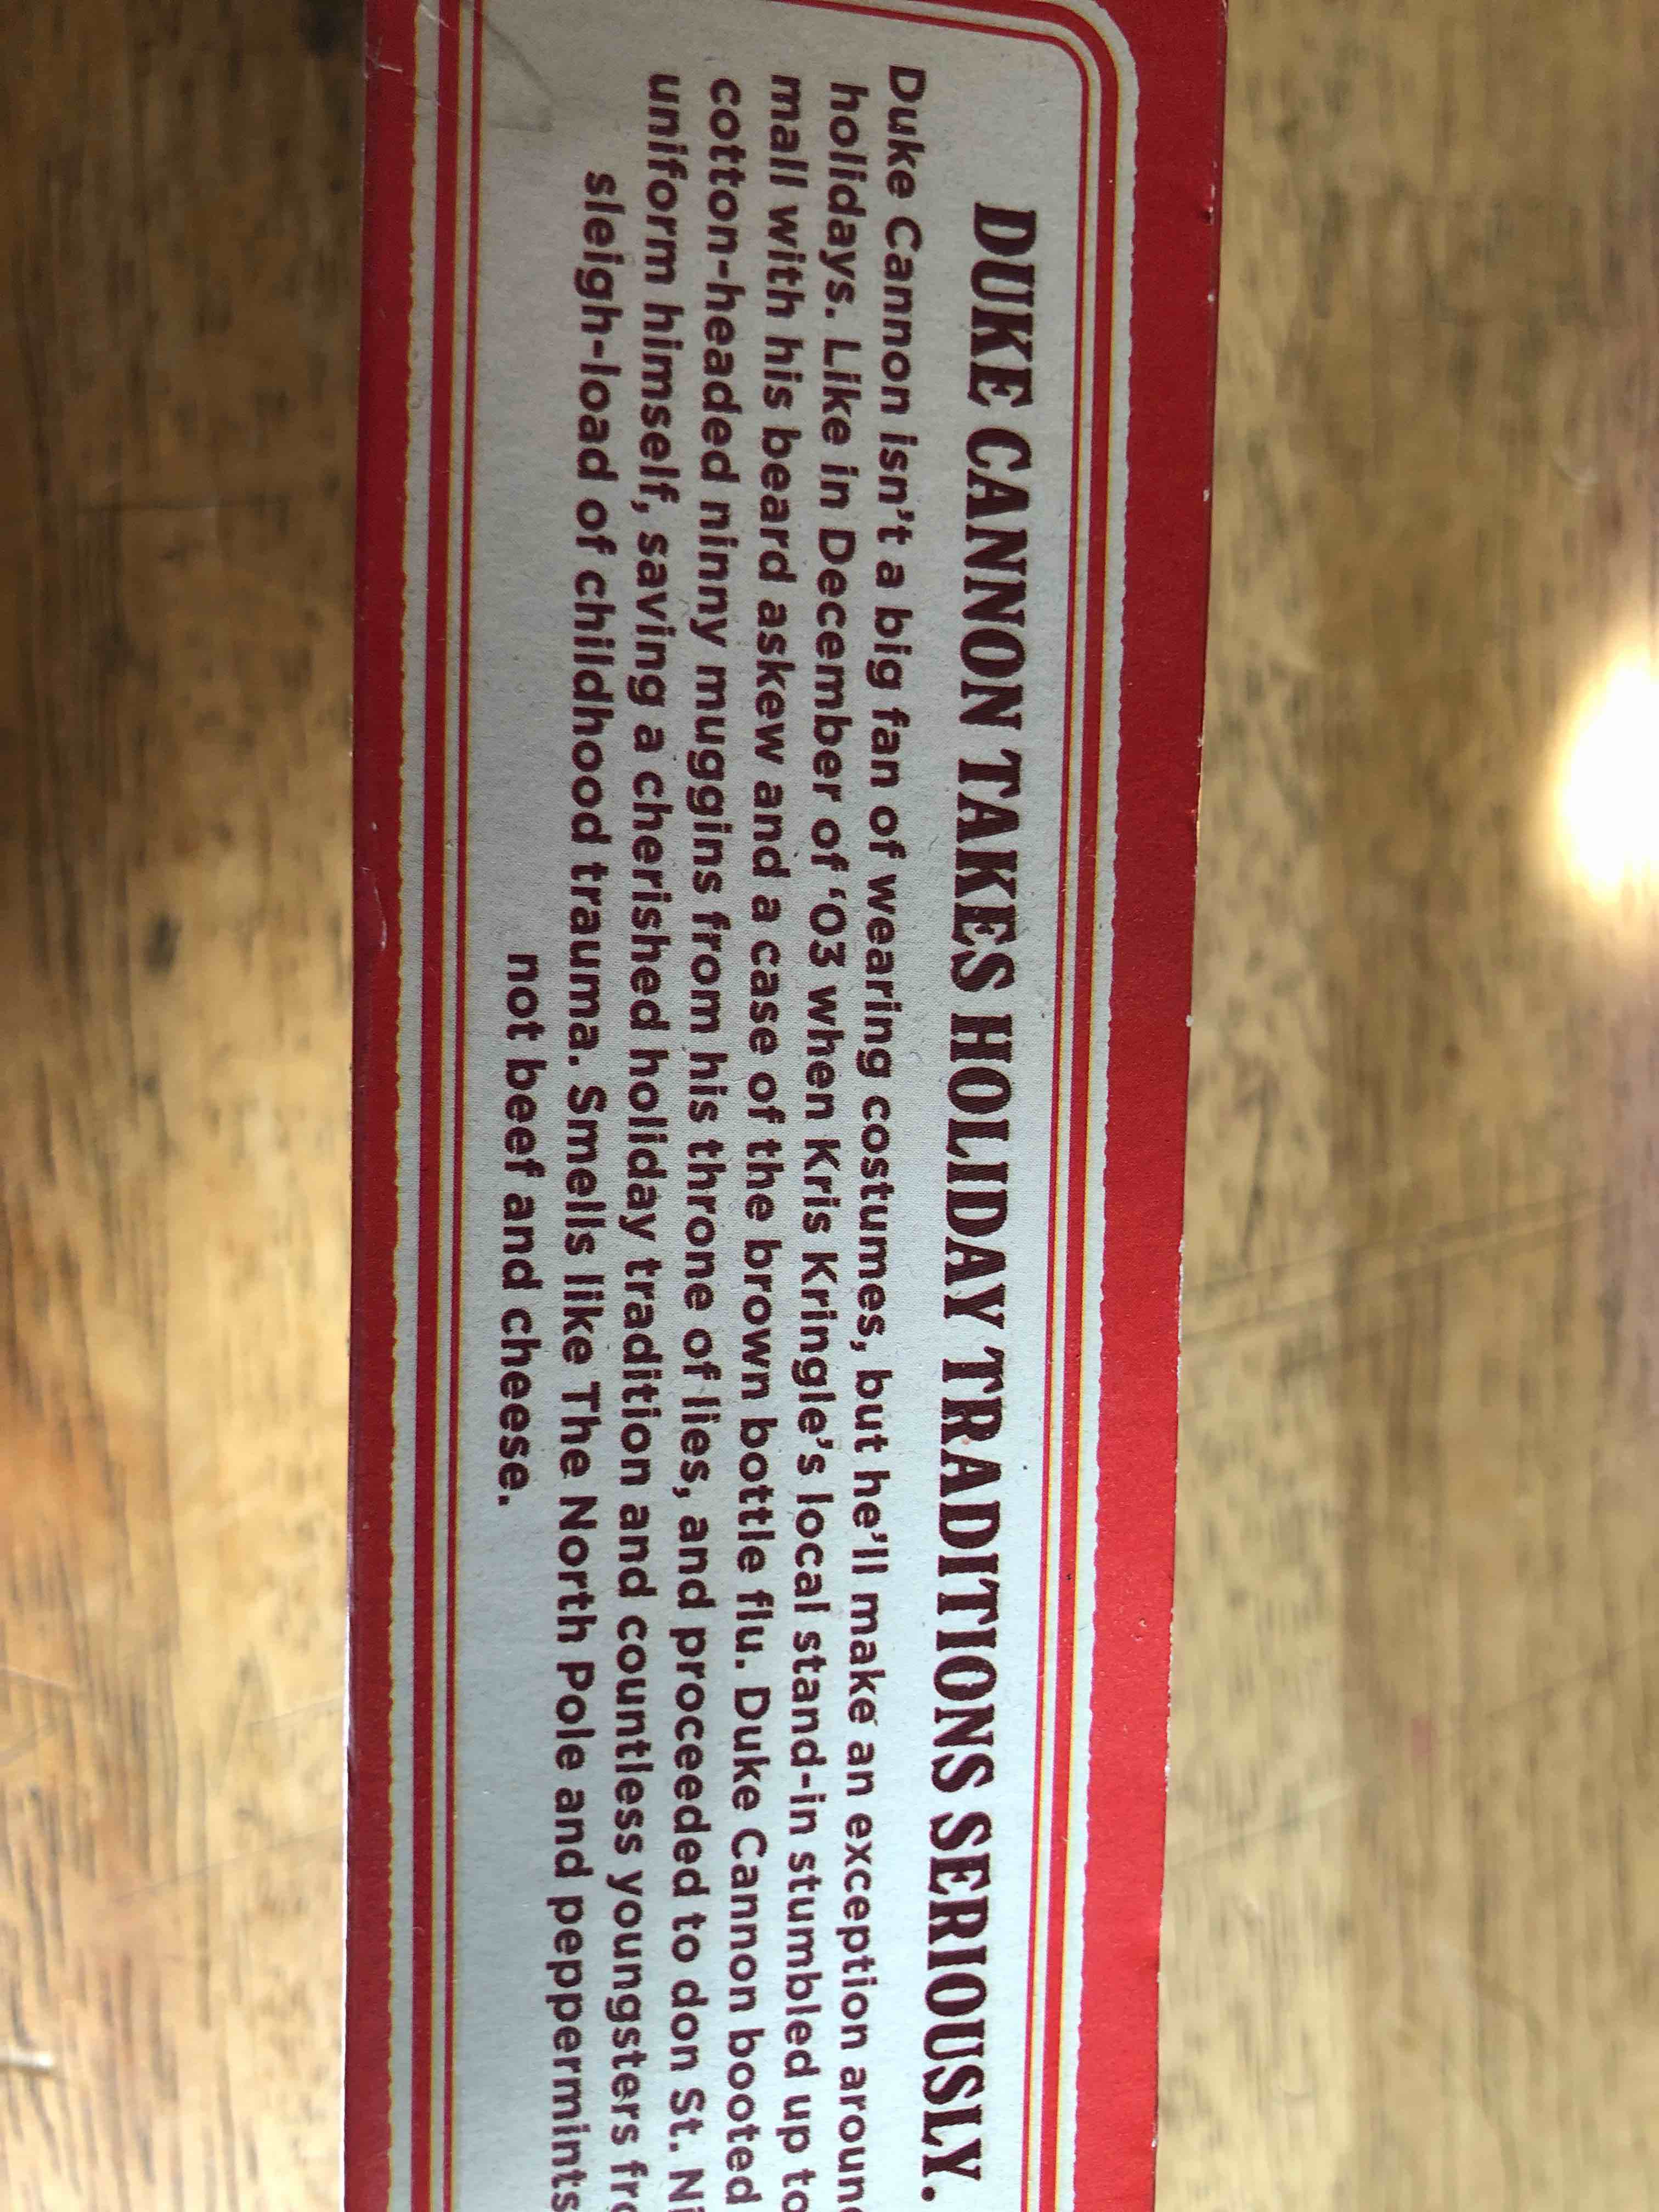 DUKE CANNON TAKES HOLIDAY TRADITIONS SERIOUSLY.
Duke Cannon isn't a big fan of wearing costumes, but he'll make an exception
holidays. Like in December of ‘03 when Kris Kringle's local stand-in stumbled up
mall with his beard askew and a case of the brown bottle flu. Duke Cannon booted
cotton-headed ninny muggins from his throne of lies, and proceeded to don St.
uniform himself, saving a cherished holiday tradition and countless youngsters
sleigh-load of childhood trauma. Smells like The North Pole and peppermints
not beef and cheese.